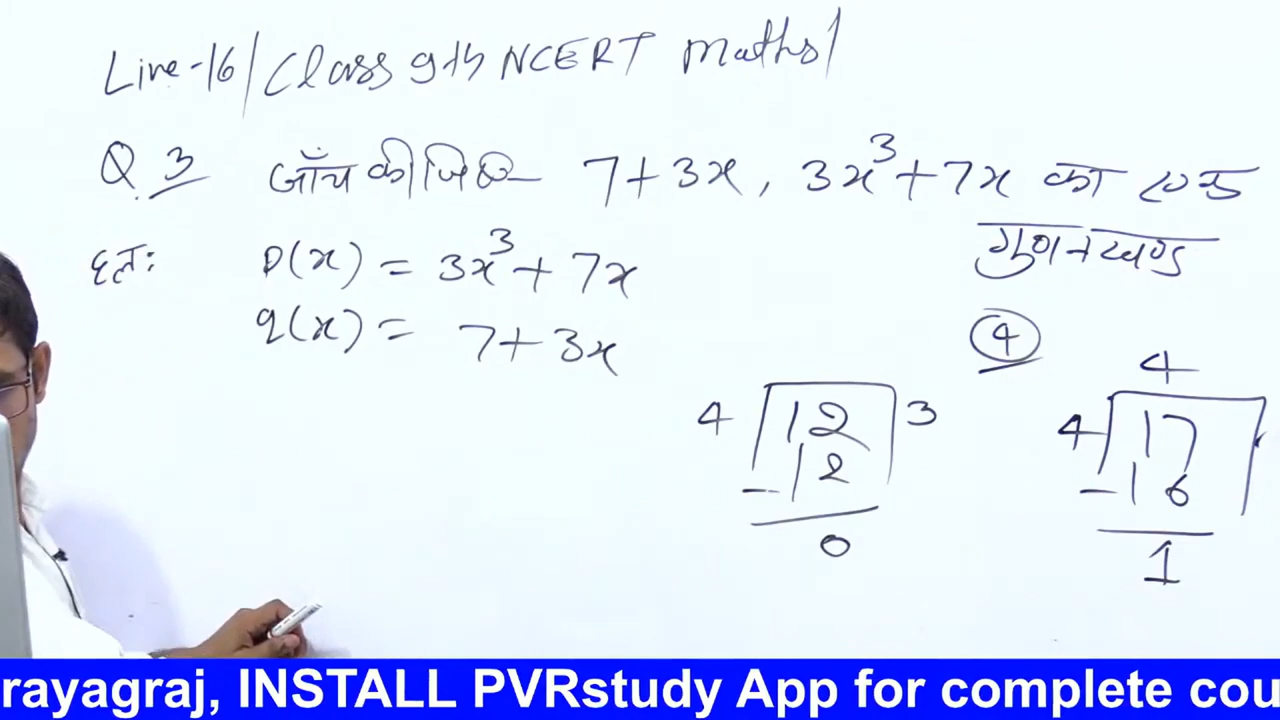 Live-16/Class 9th NCERT Maths/
Q.3 जाँच कीजिए 7+3x, 3x³+7x का एक
गुणनखण्ड
हल: p(x) = 3x³+7x
q(x) = 7+3x
4
4
4 12 3
4 17
-12
-16
0
1
rayagraj, INSTALL PVRstudy App for complete cou